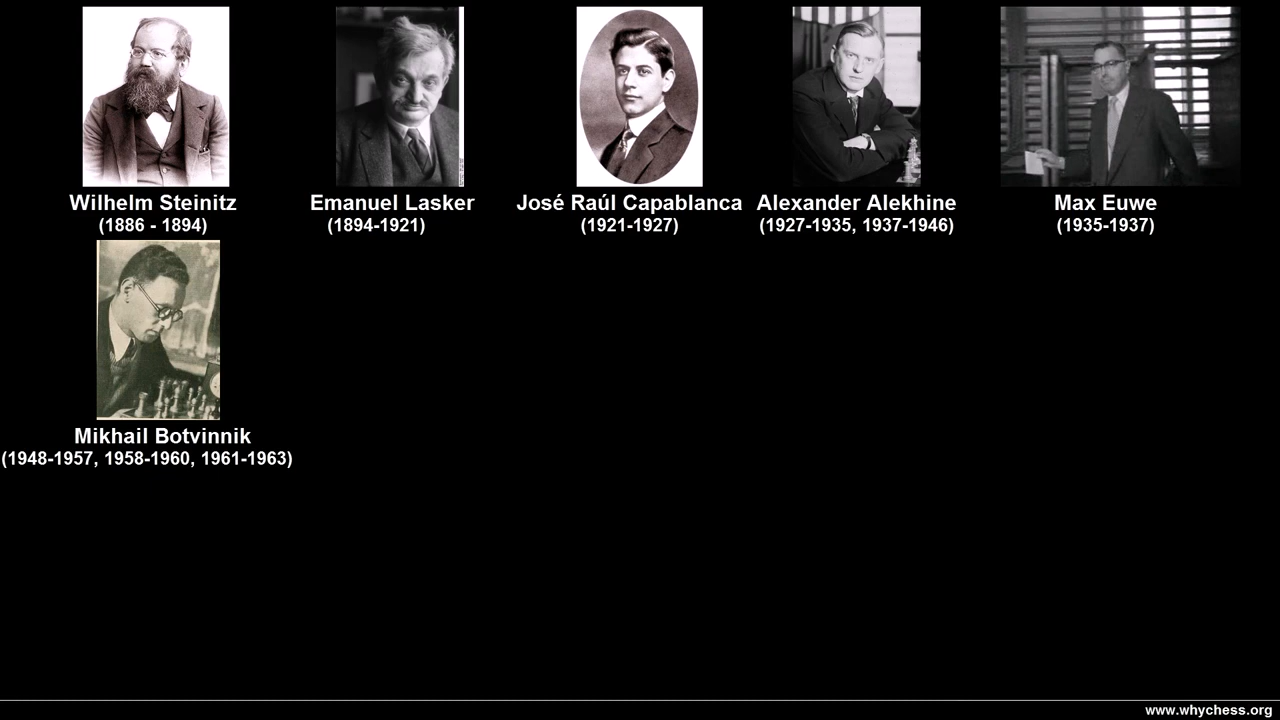 Wilhelm Steinitz
(1886 - 1894)
Emanuel Lasker
(1894-1921)
José Raúl Capablanca
(1921-1927)
Alexander Alekhine
(1927-1935, 1937-1946)
Max Euwe
(1935-1937)
Mikhail Botvinnik
(1948-1957, 1958-1960, 1961-1963)
www.whychess.org